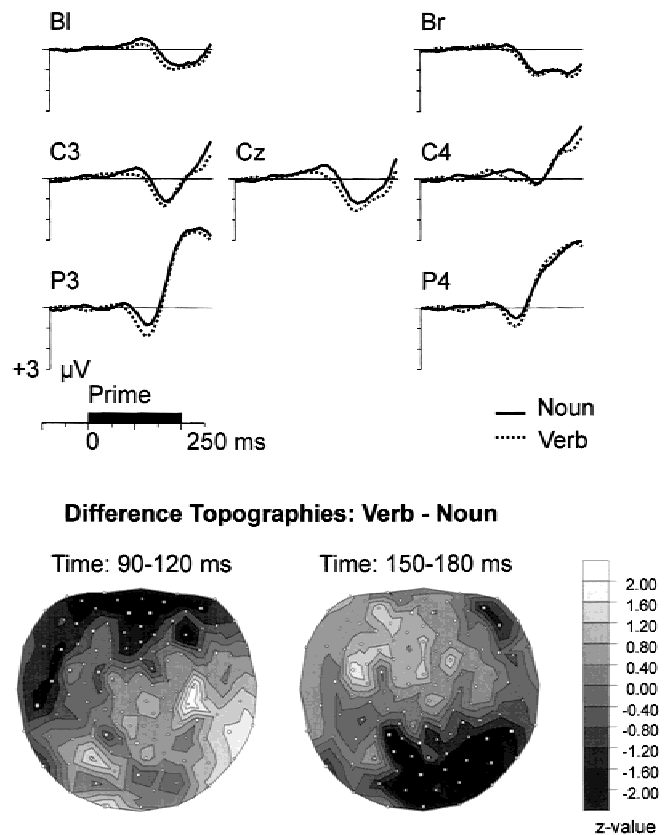 Bl
Br
C3
Cz
C4
P3
P4
+3 µV
Prime
0
250 ms
Noun
Verb
Difference Topographies: Verb - Noun
Time: 90-120 ms
Time: 150-180 ms
2.00
1.60
1.20
0.80
0.40
0.00
-0.40
-0.80
-1.20
-1.60
-2.00
z-value